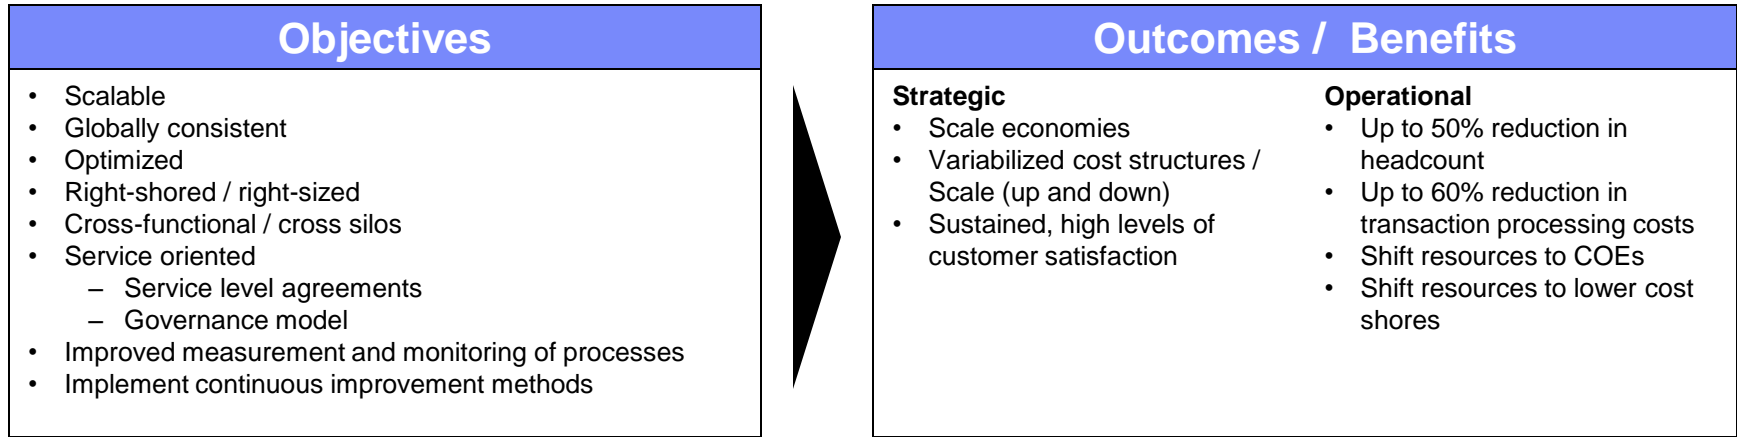 Objectives
• Scalable
• Globally consistent
• Optimized
• Right-shored / right-sized
• Cross-functional / cross silos
• Service oriented
– Service level agreements
– Governance model
• Improved measurement and monitoring of processes
• Implement continuous improvement methods
Outcomes / Benefits
Strategic
• Scale economies
• Variabilized cost structures /
Scale (up and down)
• Sustained, high levels of
customer satisfaction
Operational
• Up to 50% reduction in
headcount
• Up to 60% reduction in
transaction processing costs
• Shift resources to COEs
• Shift resources to lower cost
shores